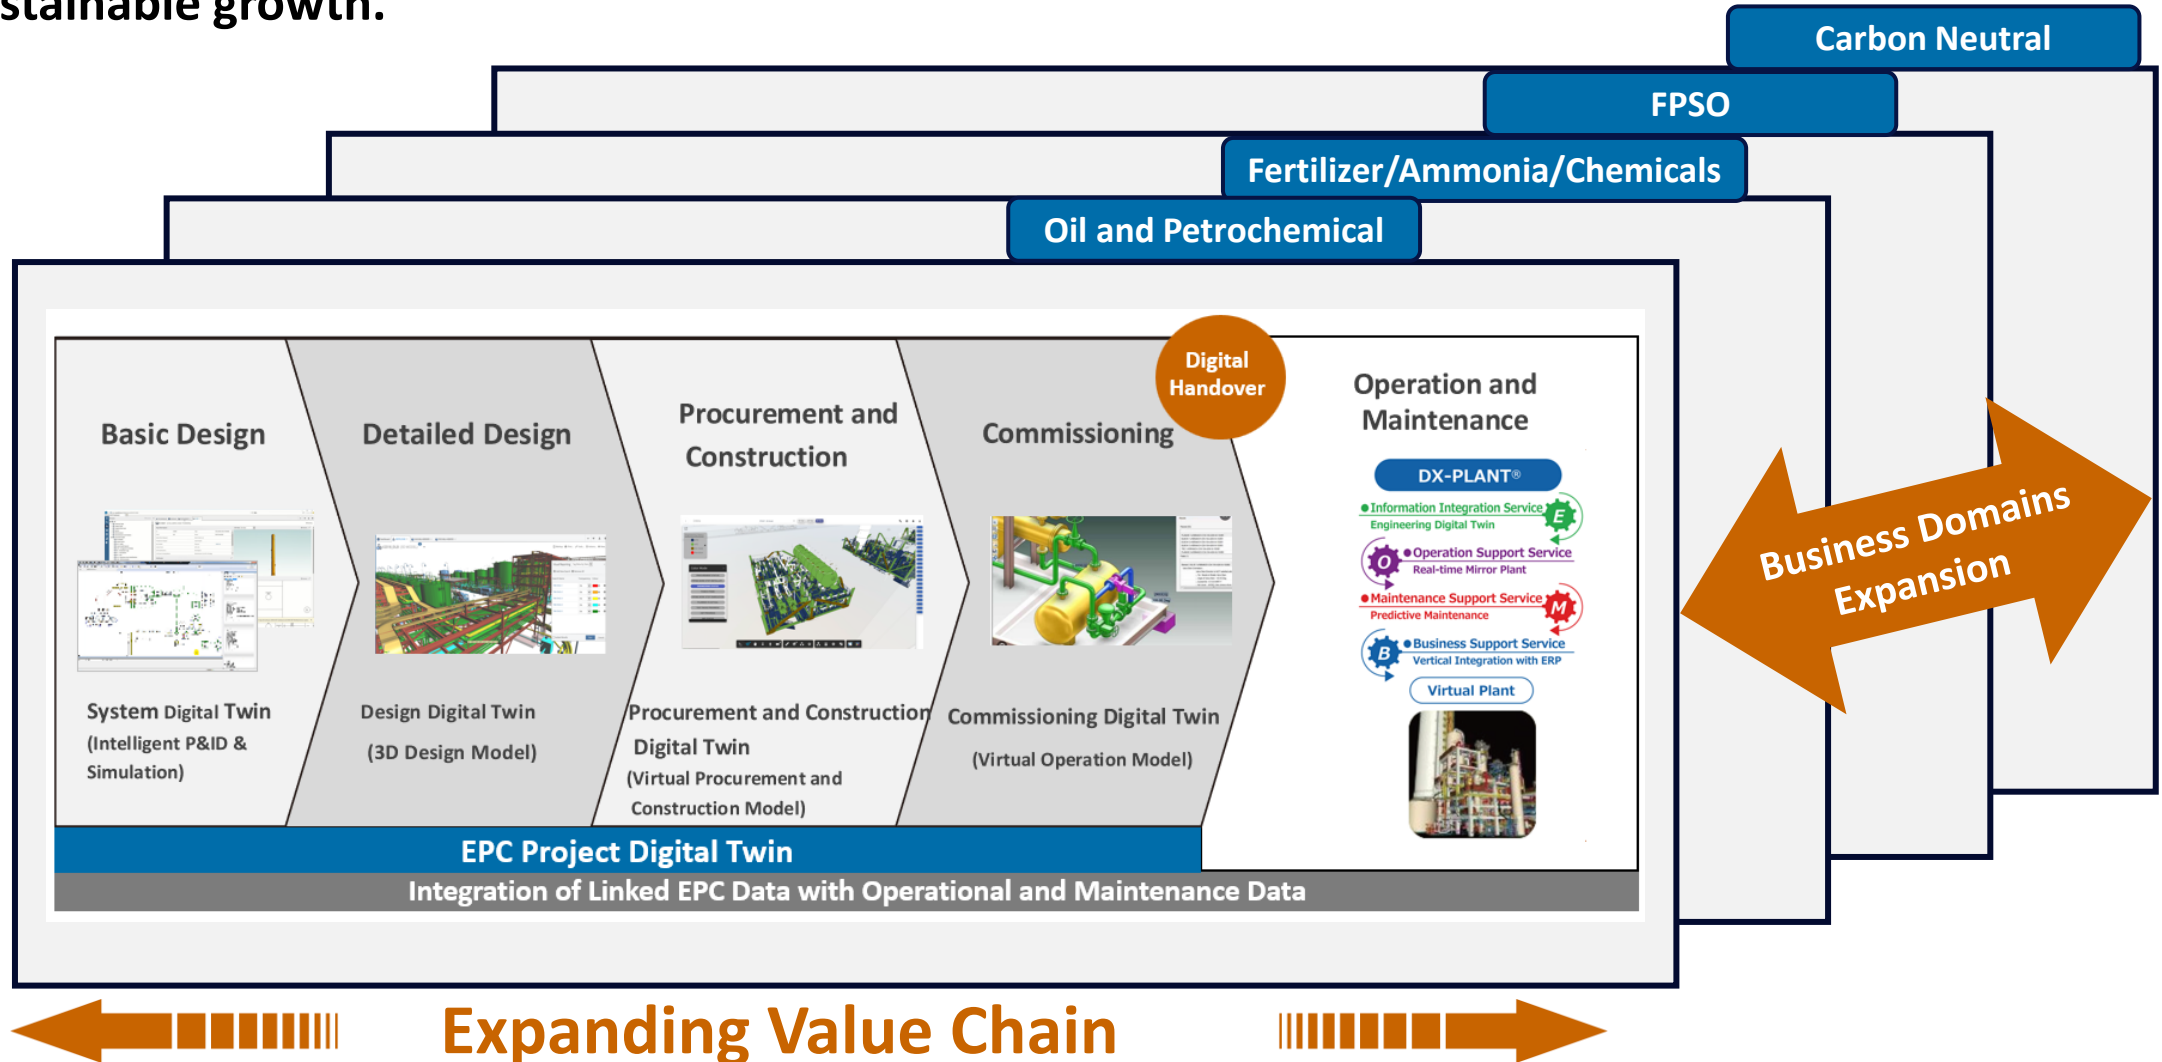 stainable growth.
Carbon Neutral
FPSO
Fertilizer/Ammonia/Chemicals
Oil and Petrochemical
Basic Design
System Digital Twin
(Intelligent P&ID &
Simulation)
Detailed Design
Design Digital Twin
(3D Design Model)
Procurement and
Construction
Procurement and Construction
Digital Twin
(Virtual Procurement and
Construction Model)
Commissioning
Commissioning Digital Twin
(Virtual Operation Model)
Digital
Handover
Operation and
Maintenance
DX-PLANT®
●Information Integration Service
Engineering Digital Twin
E
●Operation Support Service
Real-time Mirror Plant
O
●Maintenance Support Service
Predictive Maintenance
M
●Business Support Service
Vertical Integration with ERP
B
Virtual Plant
EPC Project Digital Twin
Integration of Linked EPC Data with Operational and Maintenance Data
Business Domains
Expansion
Expanding Value Chain